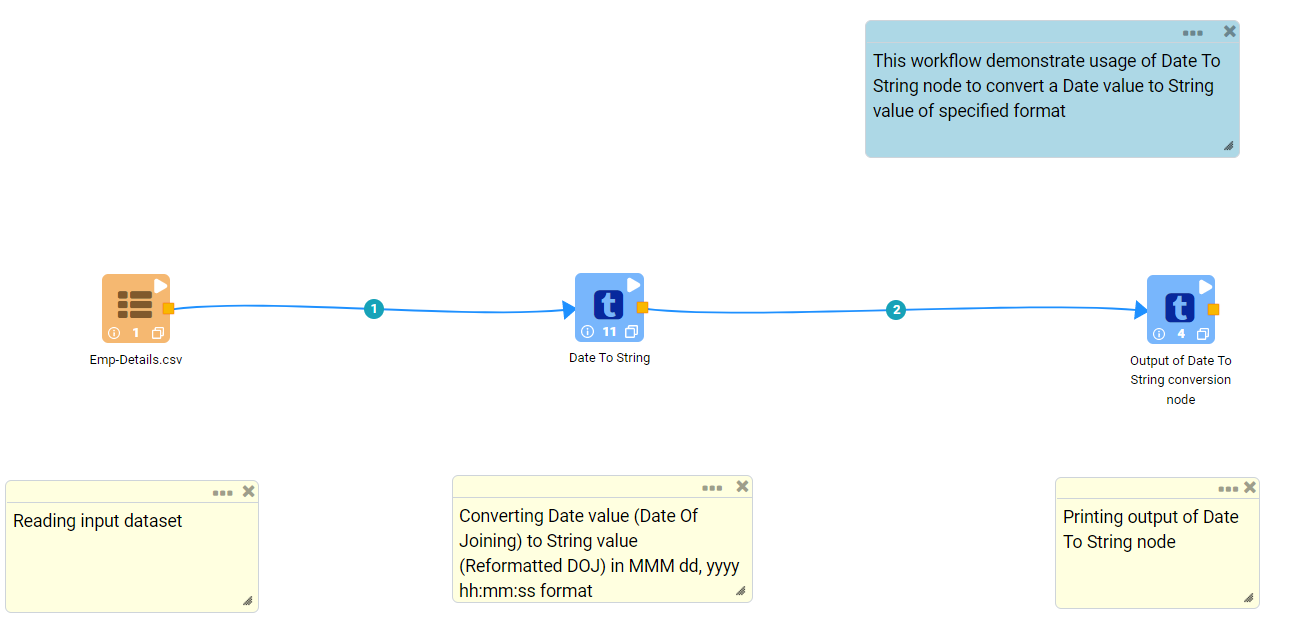 This workflow demonstrate usage of Date To
String node to convert a Date value to String
value of specified format
1
2
t
t
1
11
4
Emp-Details.csv
Date To String
Output of Date To
String conversion
node
Reading input dataset
Converting Date value (Date Of
Joining) to String value
(Reformatted DOJ) in MMM dd, yyyy
hh:mm:ss format
Printing output of Date
To String node